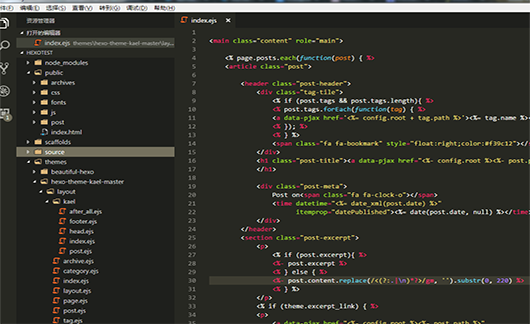 件(F) 编辑(E) 选择(S) 查看(V) 转到(G) 调试(D) 帮助(H)
资源管理器
打开的编辑器
index.ejs themes\hexo-theme-kael-master\lay...
HEXOTEST
node_modules
public
archives
css
fonts
js
post
index.html
scaffolds
source
themes
beautiful-hexo
hexo-theme-kael-master
layout
kael
after_all.ejs
footer.ejs
head.ejs
index.ejs
post.ejs
archive.ejs
category.ejs
index.ejs
layout.ejs
page.ejs
post.ejs
tag.ejs
index.ejs
1
2 <main class="content" role="main">
3
4 <% page.posts.each(function(post) { %>
5 <article class="post">
6
7 <header class="post-header">
8 <div class="tag-tile">
9 <% if (post.tags && post.tags.length){ %>
10 <% post.tags.forEach(function(tag) { %>
11 <a data-pjax href='<%= config.root + tag.path %>'><%= tag.name %>
12 <% }); %>
13 <% } %>
14 <span class="fa fa-bookmark" style="float:right;color:#f39c12"></
15 </div>
16 <h1 class="post-title"><a data-pjax href="<%= config.root %><%- post.
17 </h1>
18
19 <div class="post-meta">
20 Post on<span class="fa fa-clock-o"></span>
21 <time datetime="<%= date_xml(post.date) %>"
22 itemprop="datePublished"><%= date(post.date, null) %></ti
23 </div>
24 </header>
25 <section class="post-excerpt">
26 <p>
27 <% if (post.excerpt){ %>
28 <%- post.excerpt %>
29 <% } else { %>
30 <%- post.content.replace(/<(?:.|\n)*?>/gm, '').substr(0, 220) %>
31 <% } %>
32 </p>
33 <% if (theme.excerpt_link) { %>
34 <p>
35